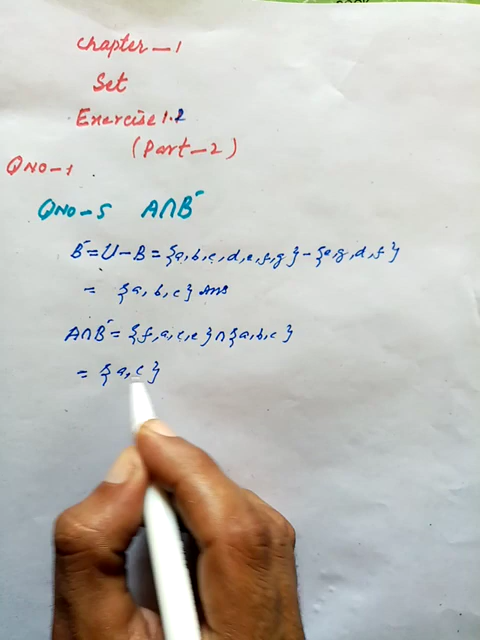 Chapter-1
Set
Exercise 1.2
(Part-2)
QNO-1
QNO-5 A∩B'
B'=U-B={a,b,c,d,e,f,g}-{e,g,d,f}
= {a,b,c} Ans
A∩B'={f,a,c,e}∩{a,b,c}
= {a,c}